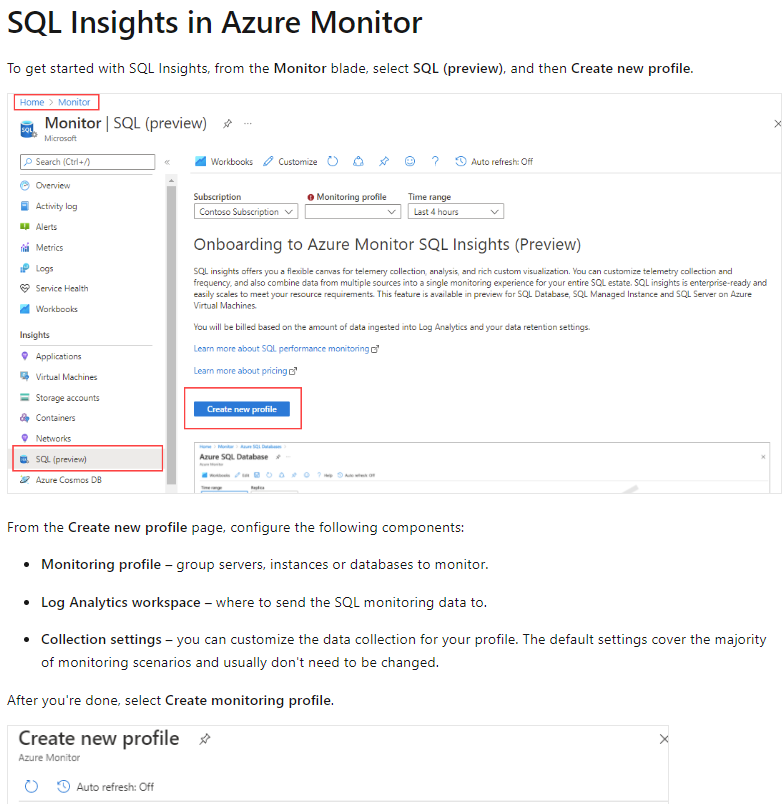 SQL Insights in Azure Monitor
To get started with SQL Insights, from the Monitor blade, select SQL (preview), and then Create new profile.
Home > Monitor
SQL
Monitor | SQL (preview)
Microsoft
Search (Ctrl+/)
«
Workbooks
Customize
?
Auto refresh: Off
Overview
Activity log
Alerts
Metrics
Logs
Service Health
Workbooks
Insights
Applications
Virtual Machines
Storage accounts
Containers
Networks
SQL (preview)
Azure Cosmos DB
Subscription
Monitoring profile
Time range
Contoso Subscription
Last 4 hours
Onboarding to Azure Monitor SQL Insights (Preview)
SQL insights offers you a flexible canvas for telemery collection, analysis, and rich custom visualization. You can customize telemetry collection and
frequency, and also combine data from multiple sources into a single monitoring experience for your entire SQL estate. SQL insights is enterprise-ready and
easily scales to meet your resource requirements. This feature is available in preview for SQL Database, SQL Managed Instance and SQL Server on Azure
Virtual Machines.
You will be billed based on the amount of data ingested into Log Analytics and your data retention settings.
Learn more about SQL performance monitoring
Learn more about pricing
Create new profile
Home > Monitor > Azure SQL Databases >
Azure SQL Database
Azure Monitor
Workbooks
Edit
? Help
Auto refresh: Off
Time range
Replica
From the Create new profile page, configure the following components:
• Monitoring profile – group servers, instances or databases to monitor.
• Log Analytics workspace – where to send the SQL monitoring data to.
• Collection settings – you can customize the data collection for your profile. The default settings cover the majority
of monitoring scenarios and usually don't need to be changed.
After you're done, select Create monitoring profile.
Create new profile
Azure Monitor
Auto refresh: Off